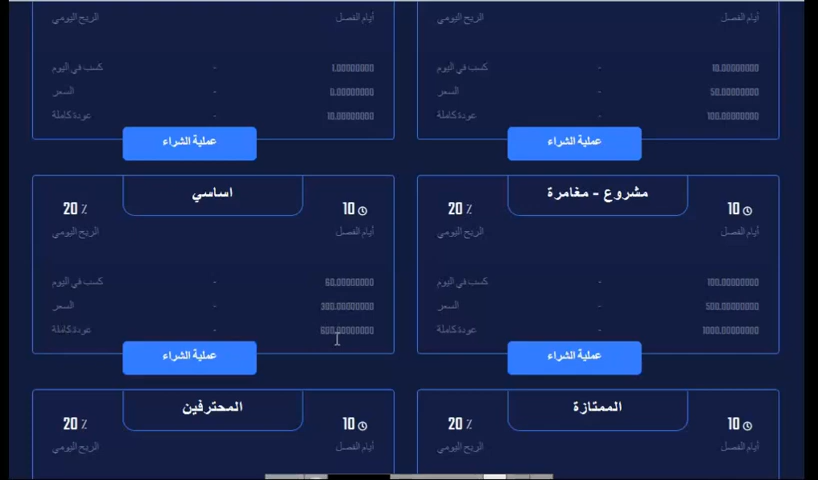 أيام الفصل
الربح اليومي
كسب في اليوم - 10.00000000
السعر - 50.00000000
عودة كاملة - 100.00000000
عملية الشراء
أيام الفصل
الربح اليومي
كسب في اليوم - 1.00000000
السعر - 0.00000000
عودة كاملة - 10.00000000
عملية الشراء
مشروع - مغامرة
10
20 ٪
أيام الفصل
الربح اليومي
كسب في اليوم - 100.00000000
السعر - 500.00000000
عودة كاملة - 1000.00000000
عملية الشراء
اساسي
10
20 ٪
أيام الفصل
الربح اليومي
كسب في اليوم - 60.00000000
السعر - 300.00000000
عودة كاملة - 600.00000000
عملية الشراء
الممتازة
10
20 ٪
أيام الفصل
الربح اليومي
المحترفين
10
20 ٪
أيام الفصل
الربح اليومي